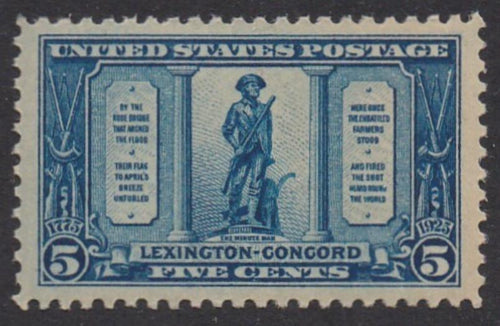 UNITED STATES POSTAGE
BY THE
RUDE BRIDGE
THAT ARCHED
THE FLOOD
THEIR FLAG
TO APRIL'S
BREEZE
UNFURLED
HERE ONCE
THE EMBATTLED
FARMERS
STOOD
AND FIRED
THE SHOT
HEARD ROUND
THE WORLD
1775
1925
THE MINUTE MAN
5
LEXINGTON-CONCORD
5
FIVE CENTS